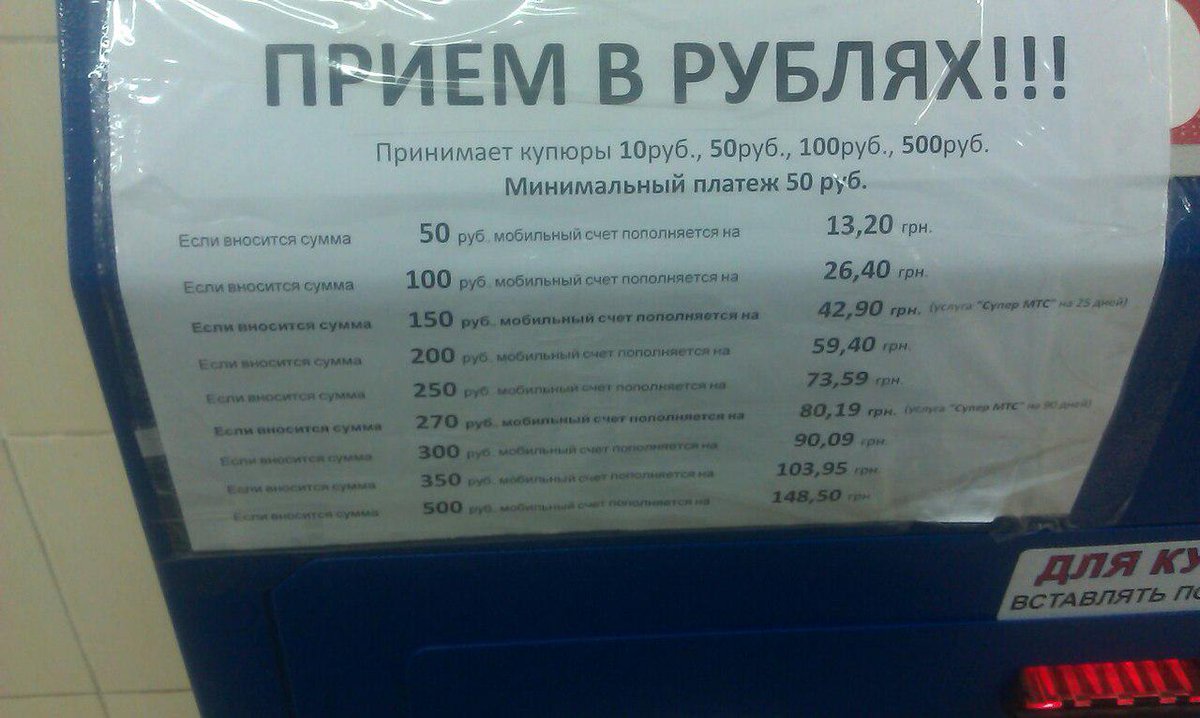 ПРИЕМ В РУБЛЯХ!!!
Принимает купюры 10руб., 50руб., 100руб., 500руб.
Минимальный платеж 50 руб.
Если вносится сумма 50 руб. мобильный счет пополняется на 13,20 грн.
Если вносится сумма 100 руб. мобильный счет пополняется на 26,40 грн.
Если вносится сумма 150 руб. мобильный счет пополняется на 42,90 грн. (услуга "Супер МТС" на 25 дней)
Если вносится сумма 200 руб. мобильный счет пополняется на 59,40 грн.
Если вносится сумма 250 руб. мобильный счет пополняется на 73,59 грн.
Если вносится сумма 270 руб. мобильный счет пополняется на 80,19 грн. (услуга "Супер МТС" на 90 дней)
Если вносится сумма 300 руб. мобильный счет пополняется на 90,09 грн.
Если вносится сумма 350 руб. мобильный счет пополняется на 103,95 грн.
Если вносится сумма 500 руб. мобильный счет пополняется на 148,50 грн
ДЛЯ КУ
ВСТАВЛЯТЬ ПО